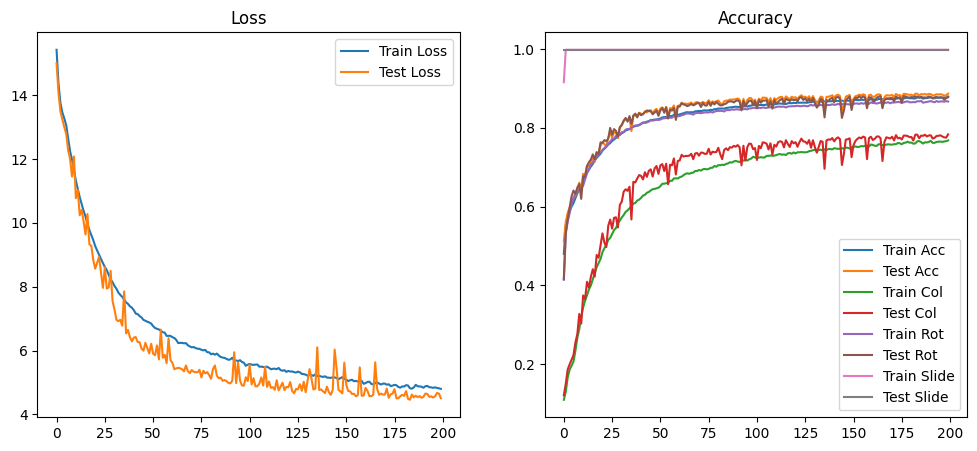 Loss
Train Loss
Test Loss
14
12
10
8
6
4
0 25 50 75 100 125 150 175 200
Accuracy
1.0
0.8
0.6
0.4
0.2
Train Acc
Test Acc
Train Col
Test Col
Train Rot
Test Rot
Train Slide
Test Slide
0 25 50 75 100 125 150 175 200